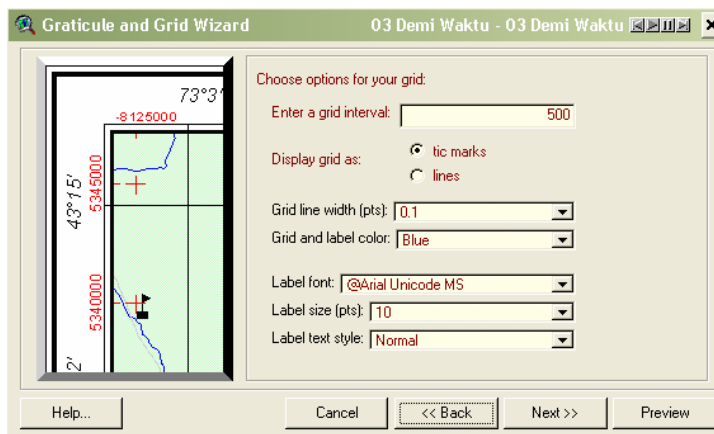 Graticule and Grid Wizard 03 Demi Waktu - 03 Demi Waktu
73°3'
-8125000
43°15'
5345000
5340000
2'
Choose options for your grid:
Enter a grid interval: 500
Display grid as: tic marks
lines
Grid line width (pts): 0.1
Grid and label color: Blue
Label font: @Arial Unicode MS
Label size (pts): 10
Label text style: Normal
Help... Cancel << Back Next >> Preview